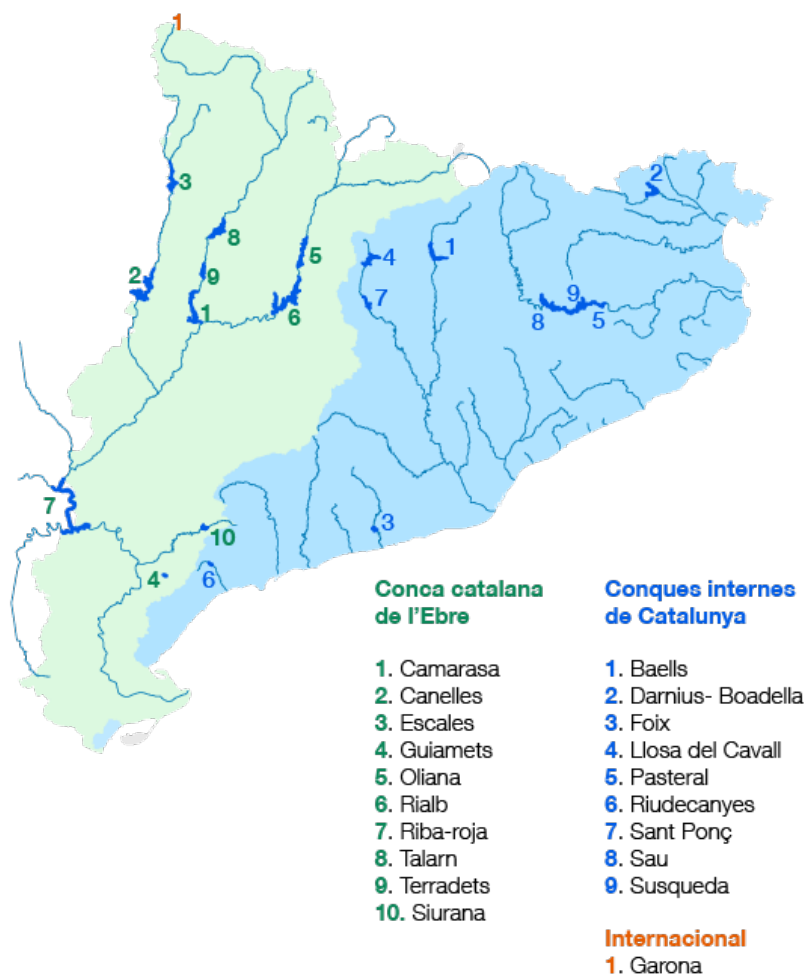 1
3
2
8
5
4
1
9
2
7
9
1
6
8
5
7
10
3
4
6
Conca catalana
de l'Ebre
1. Camarasa
2. Canelles
3. Escales
4. Guiamets
5. Oliana
6. Rialb
7. Riba-roja
8. Talarn
9. Terradets
10. Siurana
Conques internes
de Catalunya
1. Baells
2. Darnius- Boadella
3. Foix
4. Llosa del Cavall
5. Pasteral
6. Riudecanyes
7. Sant Ponç
8. Sau
9. Susqueda
Internacional
1. Garona